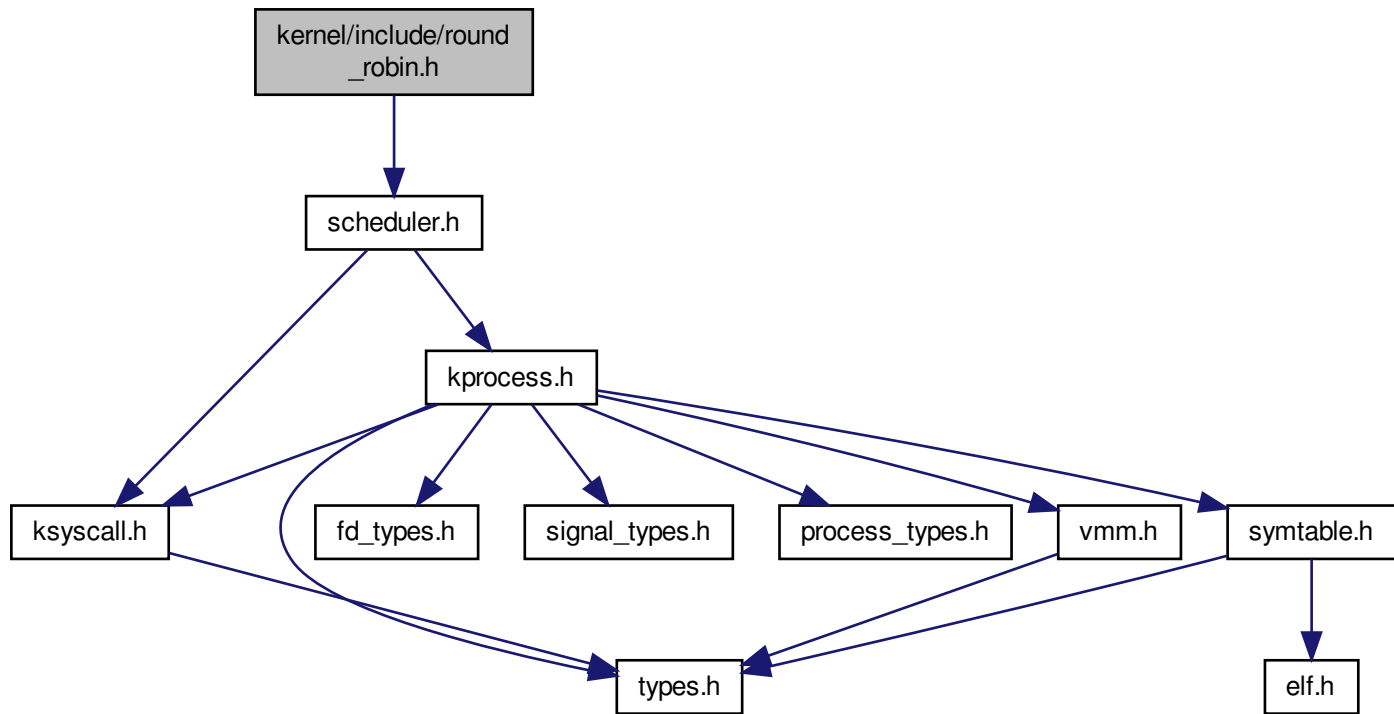 kernel/include/round
_robin.h
scheduler.h
kprocess.h
ksyscall.h
fd_types.h
signal_types.h
process_types.h
vmm.h
symtable.h
types.h
elf.h